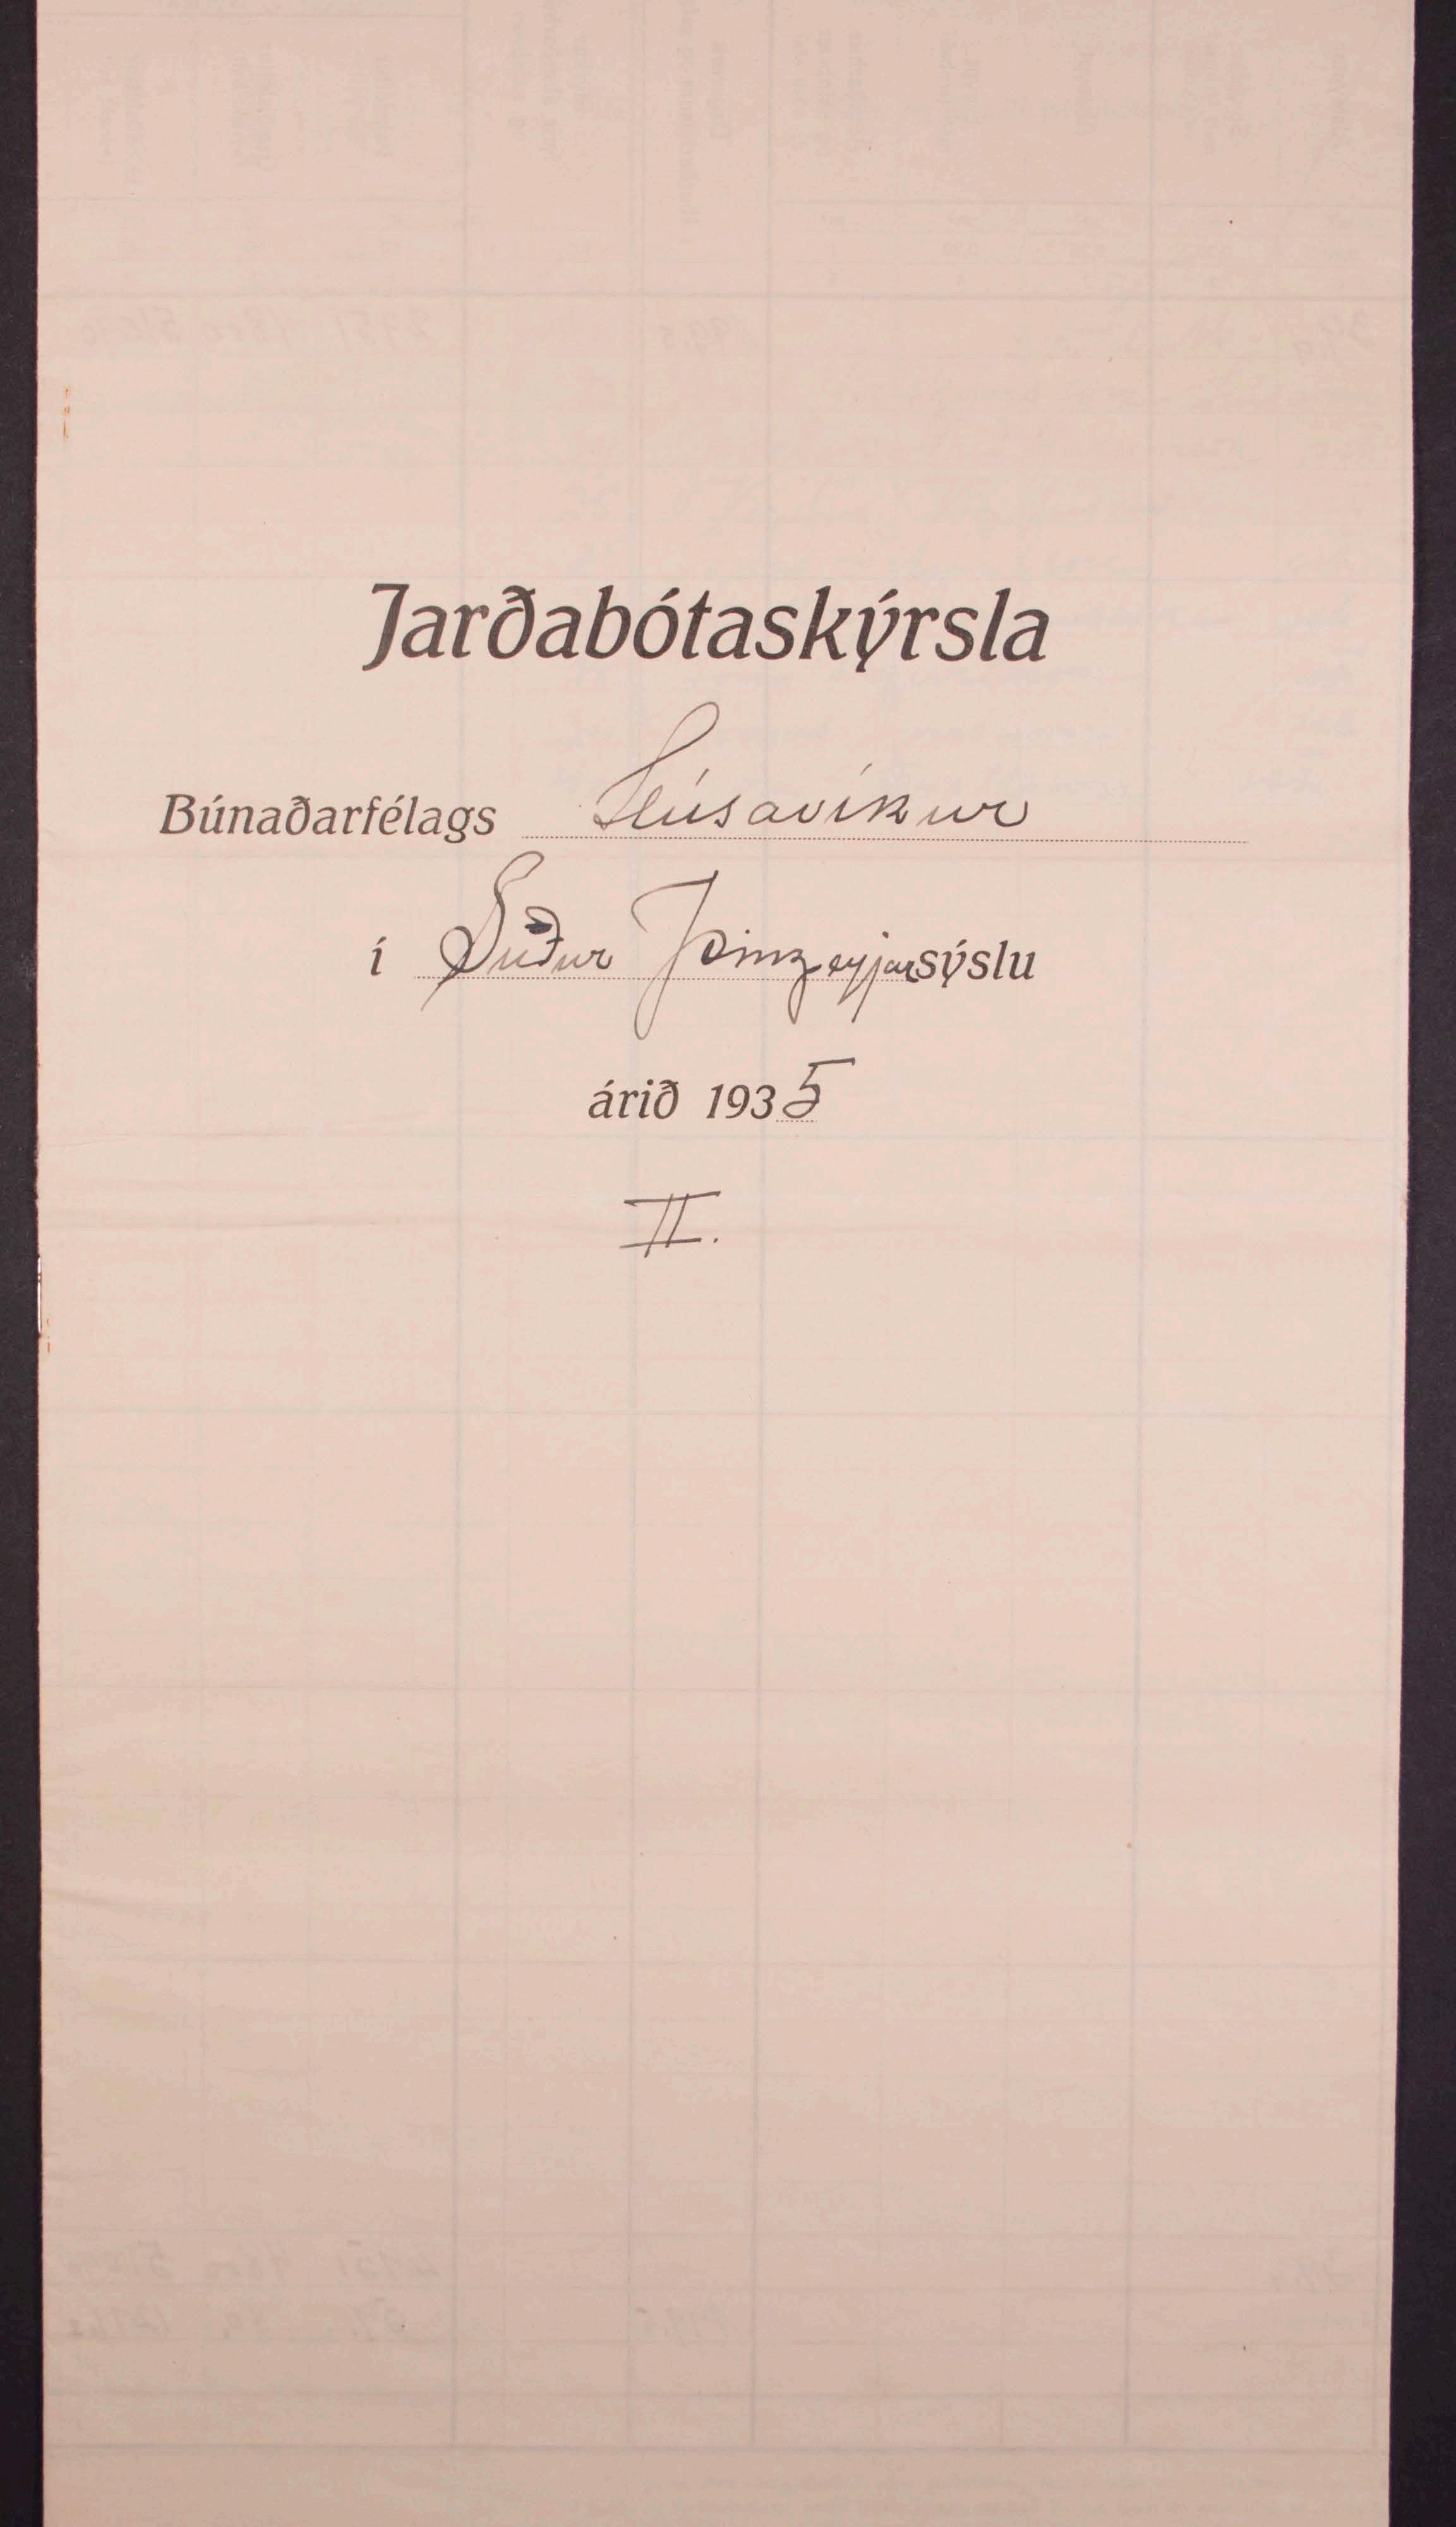 Jarðabótaskýrsla
Búnaðarfélags Húsavíkur
í Suður Þingeyjarsýslu
árið 1935
II.